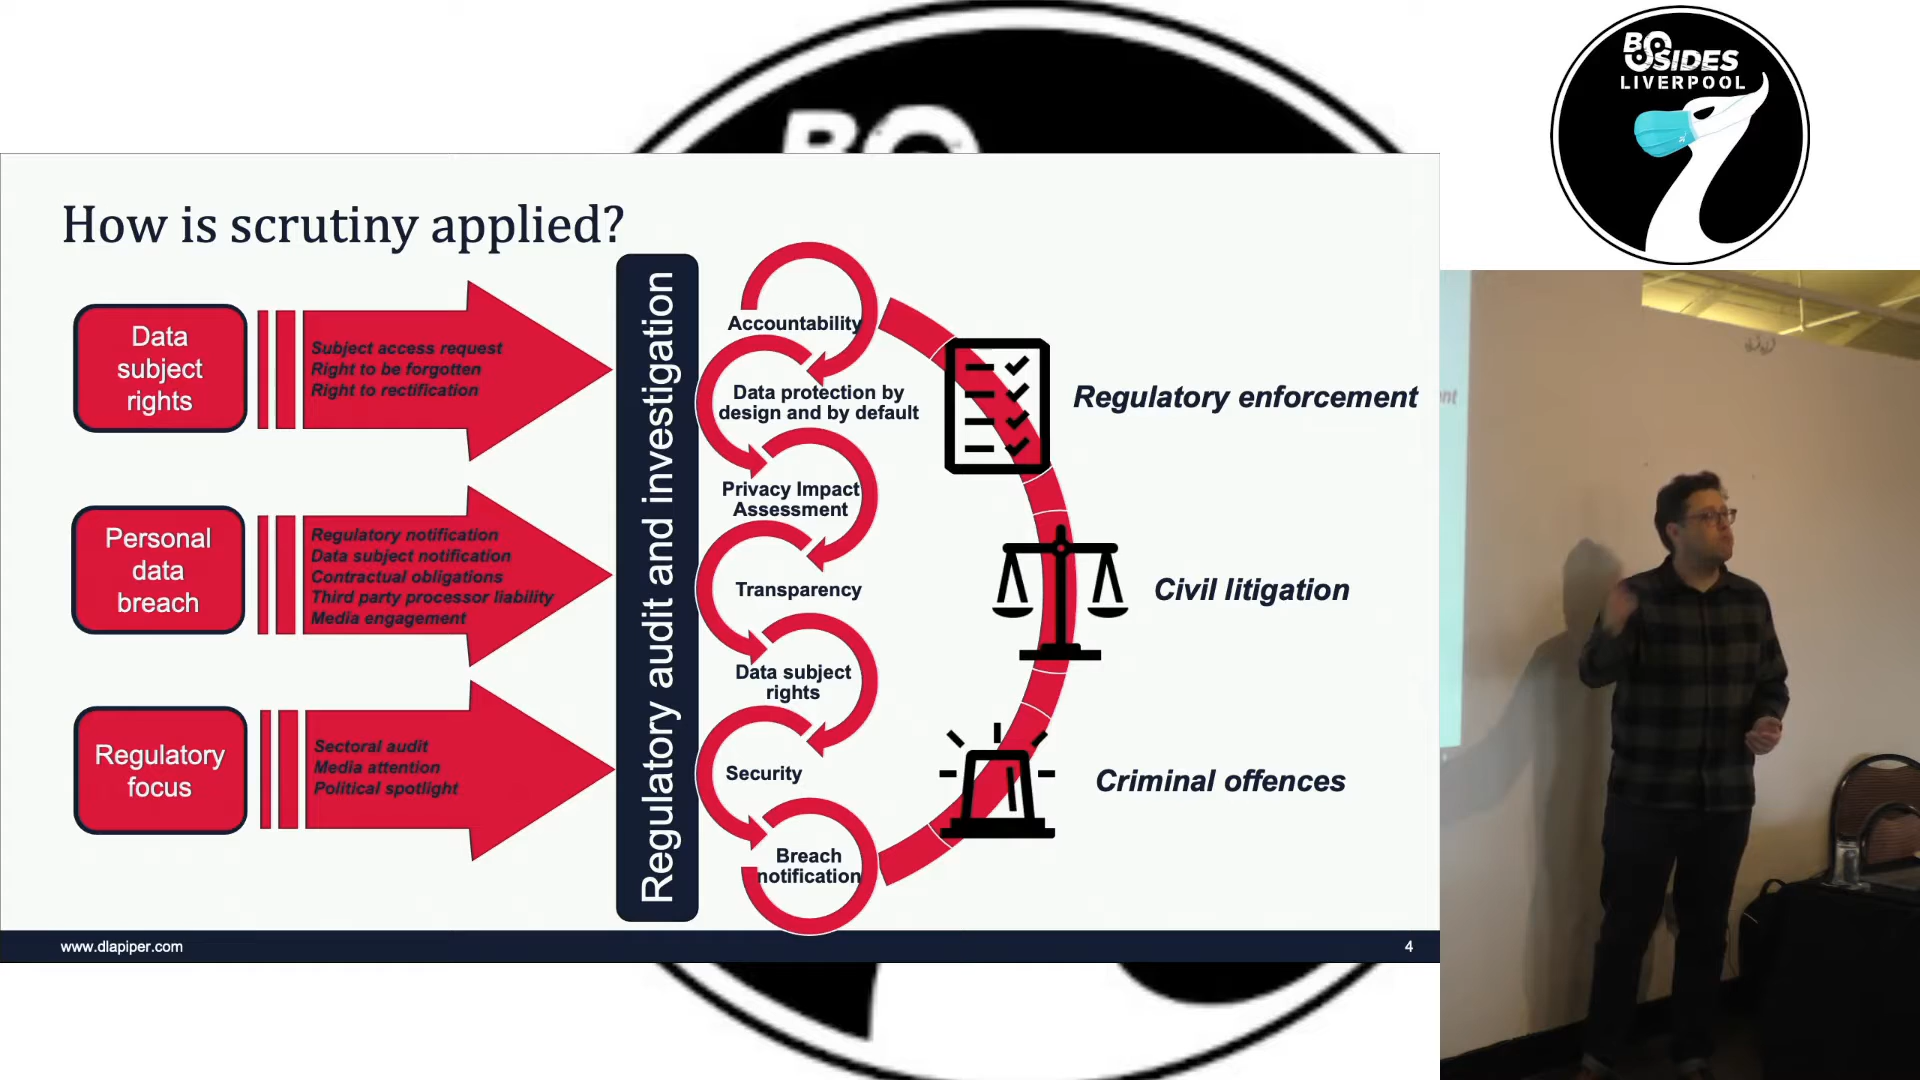 BSIDES
LIVERPOOL
How is scrutiny applied?
Data
subject
rights
Subject access request
Right to be forgotten
Right to rectification
Personal
data
breach
Regulatory notification
Data subject notification
Contractual obligations
Third party processor liability
Media engagement
Regulatory
focus
Sectoral audit
Media attention
Political spotlight
Regulatory audit and investigation
Accountability
Data protection by
design and by default
Privacy Impact
Assessment
Transparency
Data subject
rights
Security
Breach
notification
Regulatory enforcement
Civil litigation
Criminal offences
www.dlapiper.com
4